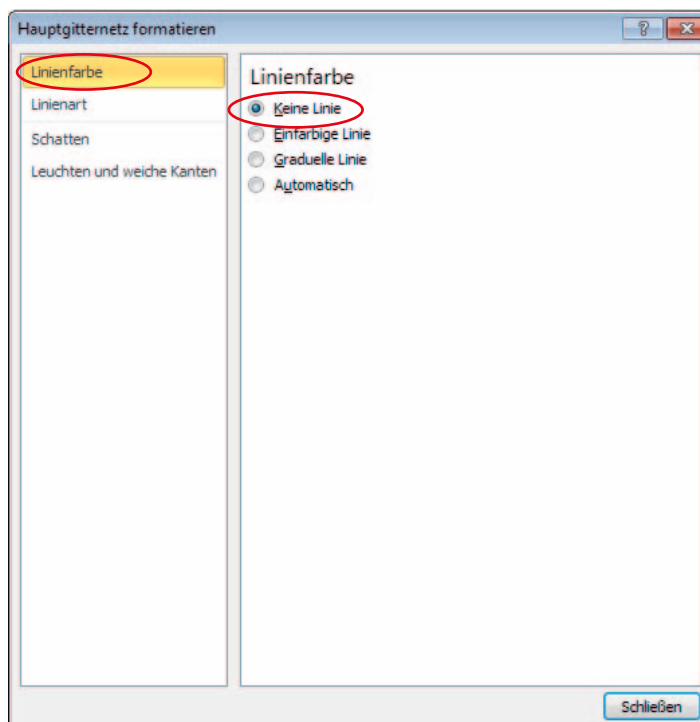 Hauptgitternetz formatieren
Linienfarbe
Linienart
Schatten
Leuchten und weiche Kanten
Linienfarbe
Keine Linie
Einfarbige Linie
Graduelle Linie
Automatisch
Schließen